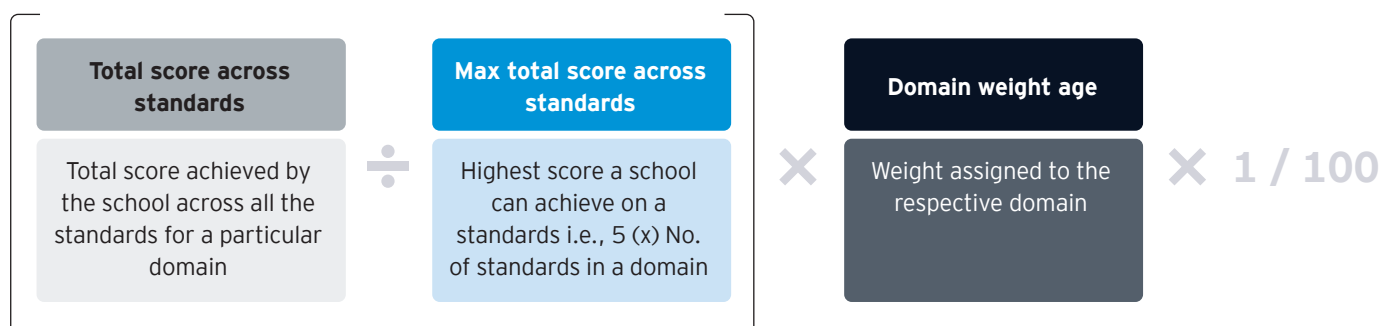 Total score across
standards
Total score achieved by
the school across all the
standards for a particular
domain
÷
Max total score across
standards
Highest score a school
can achieve on a
standards i.e., 5 (x) No.
of standards in a domain
×
Domain weight age
Weight assigned to the
respective domain
× 1 / 100